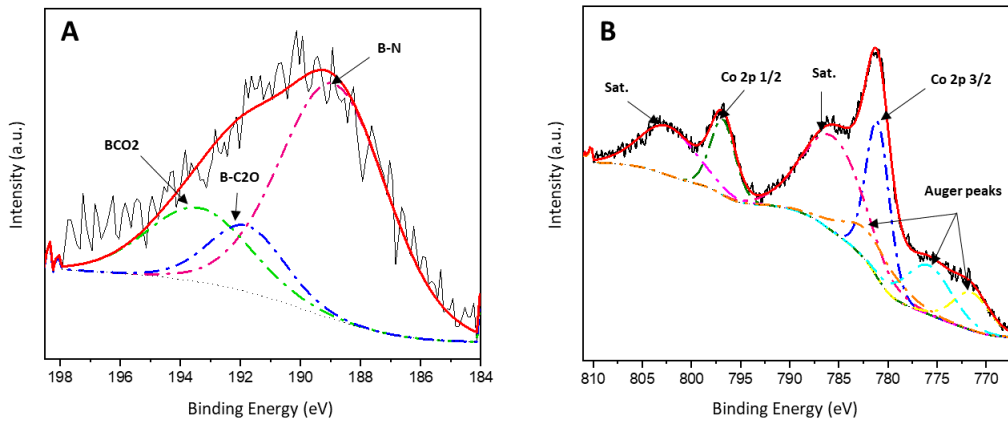 A
B-N
BCO2
B-C2O
Intensity (a.u.)
198 196 194 192 190 188 186 184
Binding Energy (eV)
B
Sat.
Co 2p 1/2
Sat.
Co 2p 3/2
Auger peaks
Intensity (a.u.)
810 805 800 795 790 785 780 775 770
Binding Energy (eV)